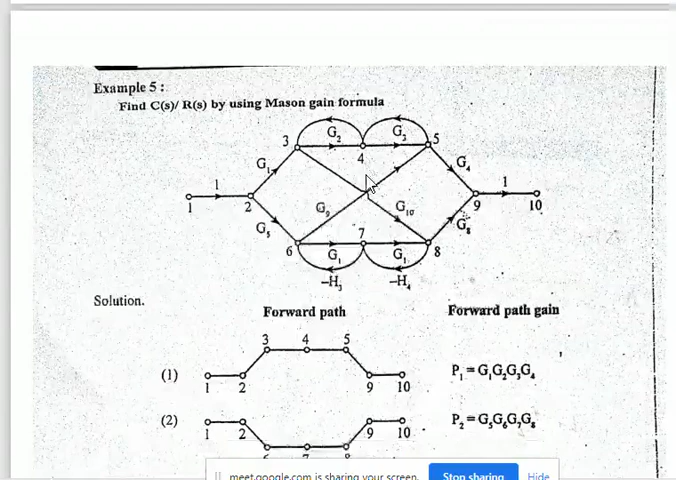 Example 5 :
Find C(s)/ R(s) by using Mason gain formula
3 G₂ G₃ 5
4
G₁ G₄
1 1
1 2 9 10
G₉ G₁₀
G₅ 7 G₈
6 G₁ G₁ 8
-H₃ -H₄
Solution.
Forward path Forward path gain
3 4 5
(1) P₁ = G₁G₂G₃G₄
1 2 9 10
(2) P₂ = G₅G₆G₇G₈
1 2 9 10
meet.google.com is sharing your screen. Stop sharing Hide